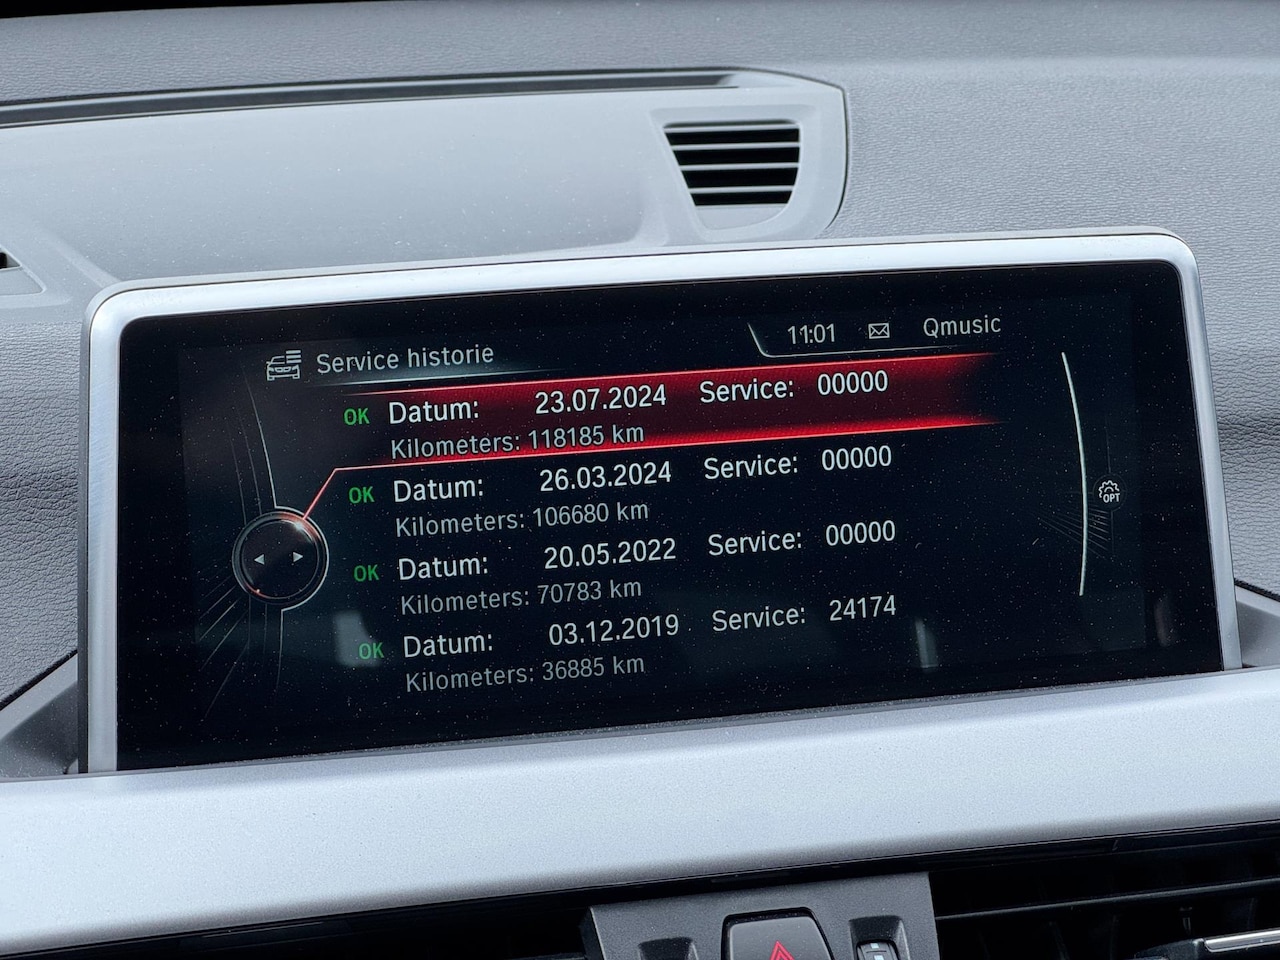 11:01 Qmusic
Service historie
OK Datum: 23.07.2024 Service: 00000
Kilometers: 118185 km
OK Datum: 26.03.2024 Service: 00000
Kilometers: 106680 km
OK Datum: 20.05.2022 Service: 00000
Kilometers: 70783 km
OK Datum: 03.12.2019 Service: 24174
Kilometers: 36885 km
OPT